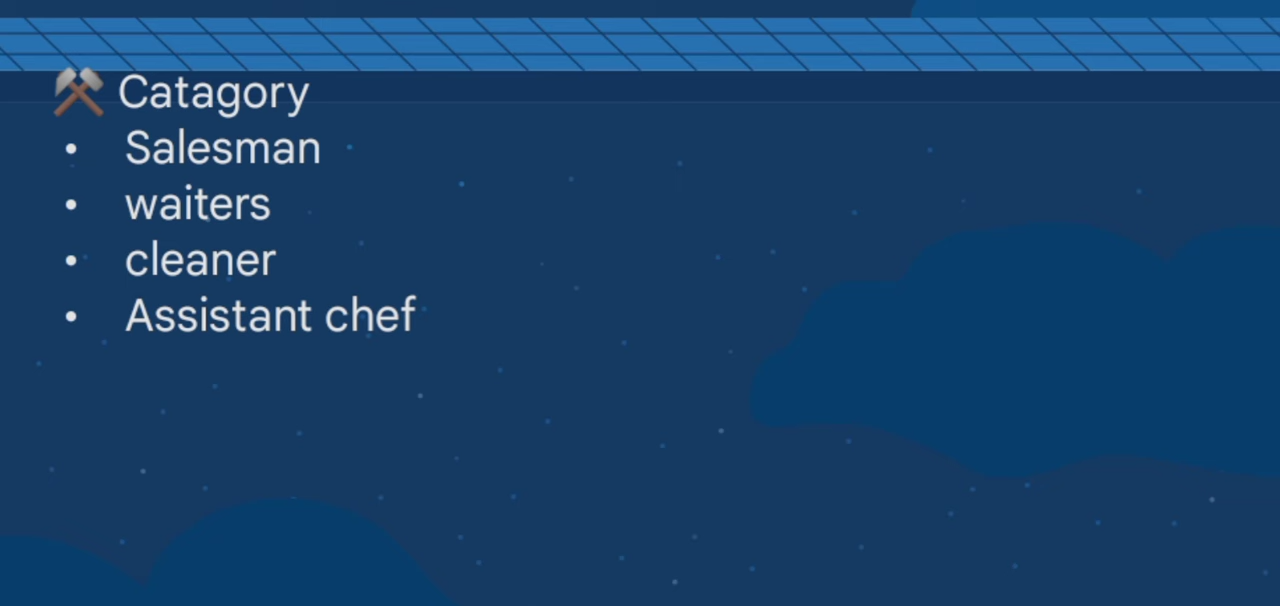 ⚒️ Catagory
• Salesman
• waiters
• cleaner
• Assistant chef